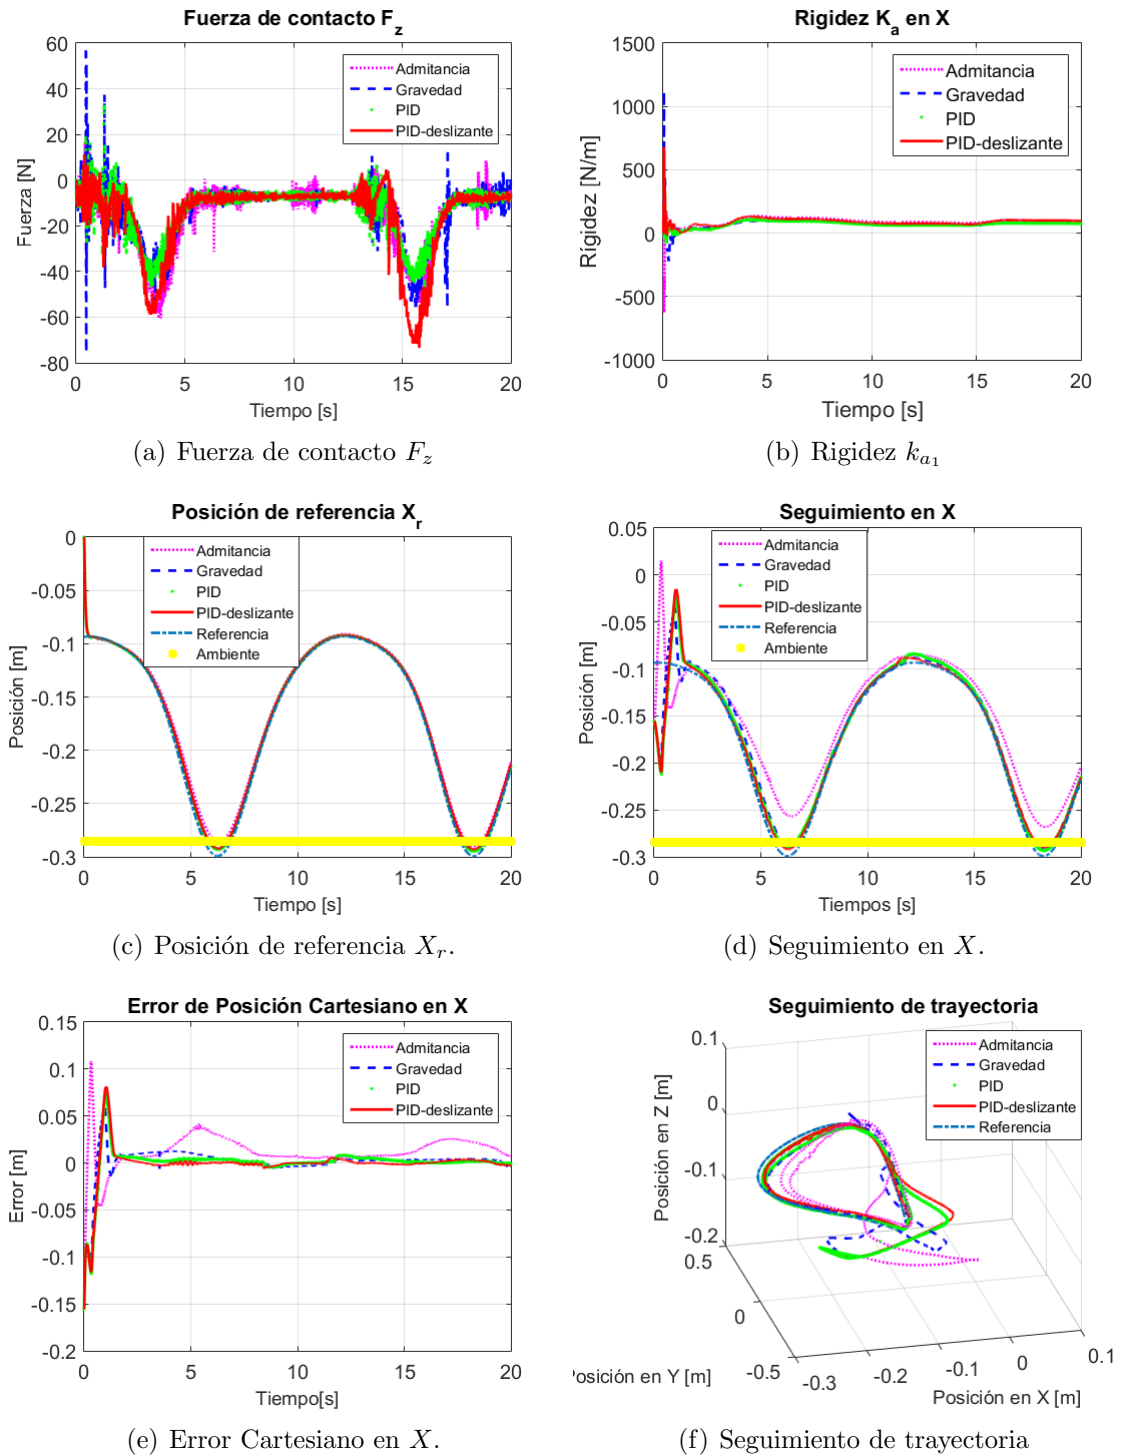 Fuerza de contacto F_z
60
40
20
0
-20
-40
-60
-80
Fuerza [N]
Admitancia
Gravedad
PID
PID-deslizante
0 5 10 15 20
Tiempo [s]
(a) Fuerza de contacto F_z
Rigidez K_a en X
1500
1000
500
0
-500
-1000
Rígidez [N/m]
Admitancia
Gravedad
PID
PID-deslizante
0 5 10 15 20
Tiempo [s]
(b) Rigidez k_{a_1}
Posición de referencia X_r
0
-0.05
-0.1
-0.15
-0.2
-0.25
-0.3
Posición [m]
Admitancia
Gravedad
PID
PID-deslizante
Referencia
Ambiente
0 5 10 15 20
Tiempo [s]
(c) Posición de referencia X_r.
Seguimiento en X
0.05
0
-0.05
-0.1
-0.15
-0.2
-0.25
-0.3
Posición [m]
Admitancia
Gravedad
PID
PID-deslizante
Referencia
Ambiente
0 5 10 15 20
Tiempos [s]
(d) Seguimiento en X.
Error de Posición Cartesiano en X
0.15
0.1
0.05
0
-0.05
-0.1
-0.15
-0.2
Error [m]
Admitancia
Gravedad
PID
PID-deslizante
0 5 10 15 20
Tiempo[s]
(e) Error Cartesiano en X.
Seguimiento de trayectoria
0.1
0
-0.1
-0.2
Posición en Z [m]
Admitancia
Gravedad
PID
PID-deslizante
Referencia
0.5
0
-0.5
osición en Y [m]
-0.3 -0.2 -0.1 0 0.1
Posición en X [m]
(f) Seguimiento de trayectoria